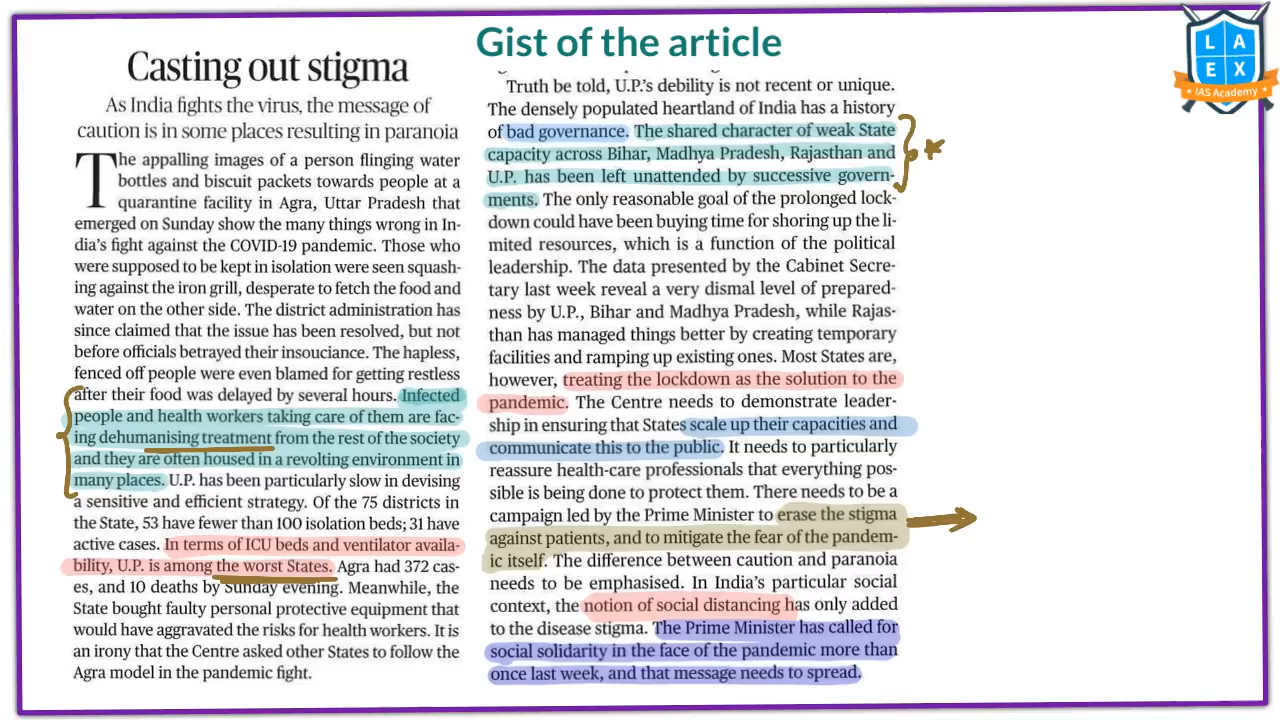 Gist of the article
L A
E X
IAS Academy
Casting out stigma
As India fights the virus, the message of
caution is in some places resulting in paranoia
The appalling images of a person flinging water
bottles and biscuit packets towards people at a
quarantine facility in Agra, Uttar Pradesh that
emerged on Sunday show the many things wrong in In-
dia's fight against the COVID-19 pandemic. Those who
were supposed to be kept in isolation were seen squash-
ing against the iron grill, desperate to fetch the food and
water on the other side. The district administration has
since claimed that the issue has been resolved, but not
before officials betrayed their insouciance. The hapless,
fenced off people were even blamed for getting restless
after their food was delayed by several hours. Infected
people and health workers taking care of them are fac-
ing dehumanising treatment from the rest of the society
and they are often housed in a revolting environment in
many places. U.P. has been particularly slow in devising
a sensitive and efficient strategy. Of the 75 districts in
the State, 53 have fewer than 100 isolation beds; 31 have
active cases. In terms of ICU beds and ventilator availa-
bility, U.P. is among the worst States. Agra had 372 cas-
es, and 10 deaths by Sunday evening. Meanwhile, the
State bought faulty personal protective equipment that
would have aggravated the risks for health workers. It is
an irony that the Centre asked other States to follow the
Agra model in the pandemic fight.
Truth be told, U.P.'s debility is not recent or unique.
The densely populated heartland of India has a history
of bad governance. The shared character of weak State
capacity across Bihar, Madhya Pradesh, Rajasthan and
U.P. has been left unattended by successive govern-
ments. The only reasonable goal of the prolonged lock-
down could have been buying time for shoring up the li-
mited resources, which is a function of the political
leadership. The data presented by the Cabinet Secre-
tary last week reveal a very dismal level of prepared-
ness by U.P., Bihar and Madhya Pradesh, while Rajas-
than has managed things better by creating temporary
facilities and ramping up existing ones. Most States are,
however, treating the lockdown as the solution to the
pandemic. The Centre needs to demonstrate leader-
ship in ensuring that States scale up their capacities and
communicate this to the public. It needs to particularly
reassure health-care professionals that everything pos-
sible is being done to protect them. There needs to be a
campaign led by the Prime Minister to erase the stigma
against patients, and to mitigate the fear of the pandem-
ic itself. The difference between caution and paranoia
needs to be emphasised. In India's particular social
context, the notion of social distancing has only added
to the disease stigma. The Prime Minister has called for
social solidarity in the face of the pandemic more than
once last week, and that message needs to spread.